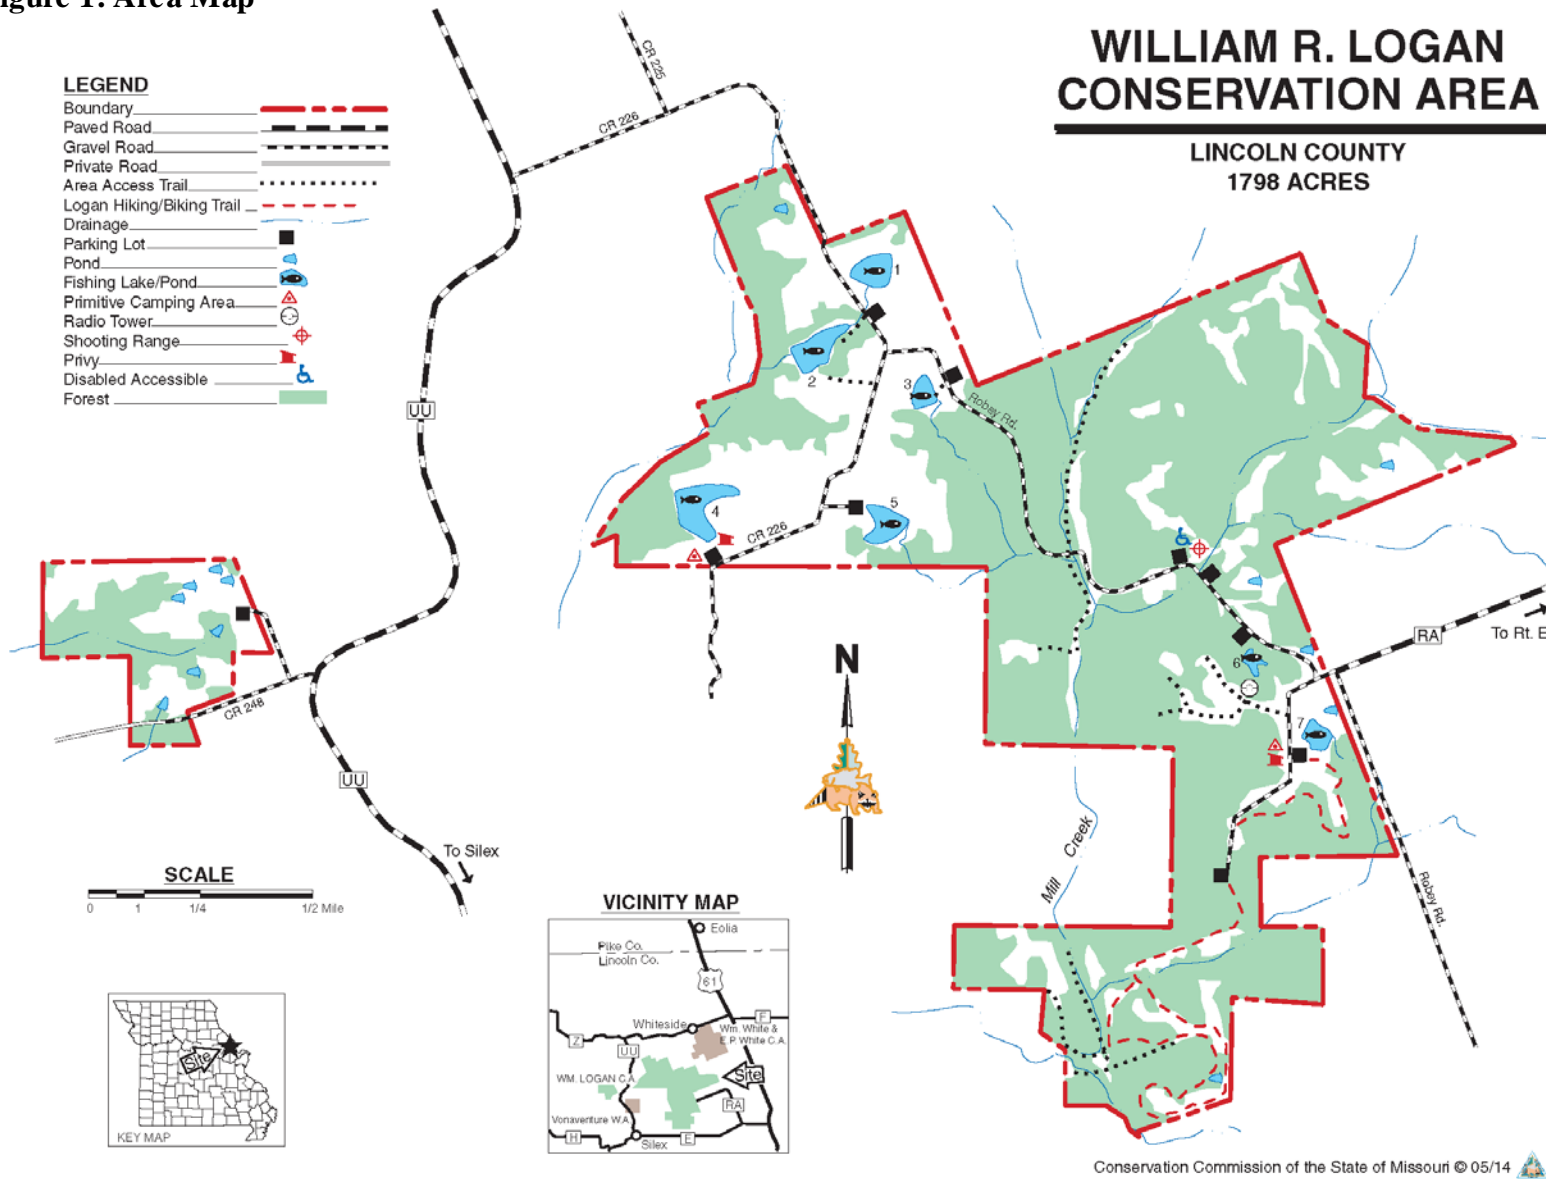 Figure 1: Area Map
WILLIAM R. LOGAN
CONSERVATION AREA
LINCOLN COUNTY
1798 ACRES
LEGEND
Boundary
Paved Road
Gravel Road
Private Road
Area Access Trail
Logan Hiking/Biking Trail
Drainage
Parking Lot
Pond
Fishing Lake/Pond
Primitive Camping Area
Radio Tower
Shooting Range
Privy
Disabled Accessible
Forest
CR 225
CR 226
1
2
3
Robey Rd.
UU
4
5
CR 226
RA
To Rt. E
6
7
CR 248
UU
N
To Silex
Mill Creek
Robey Rd.
SCALE
0 1 1/4 1/2 Mile
VICINITY MAP
Eolia
Pike Co.
Lincoln Co.
61
Whiteside
F
Z
UU
Wm. White &
E.P. White C.A.
WM. LOGAN C.A
Site
RA
Vonaventure W.A.
H
Silex
E
Site
KEY MAP
Conservation Commission of the State of Missouri © 05/14